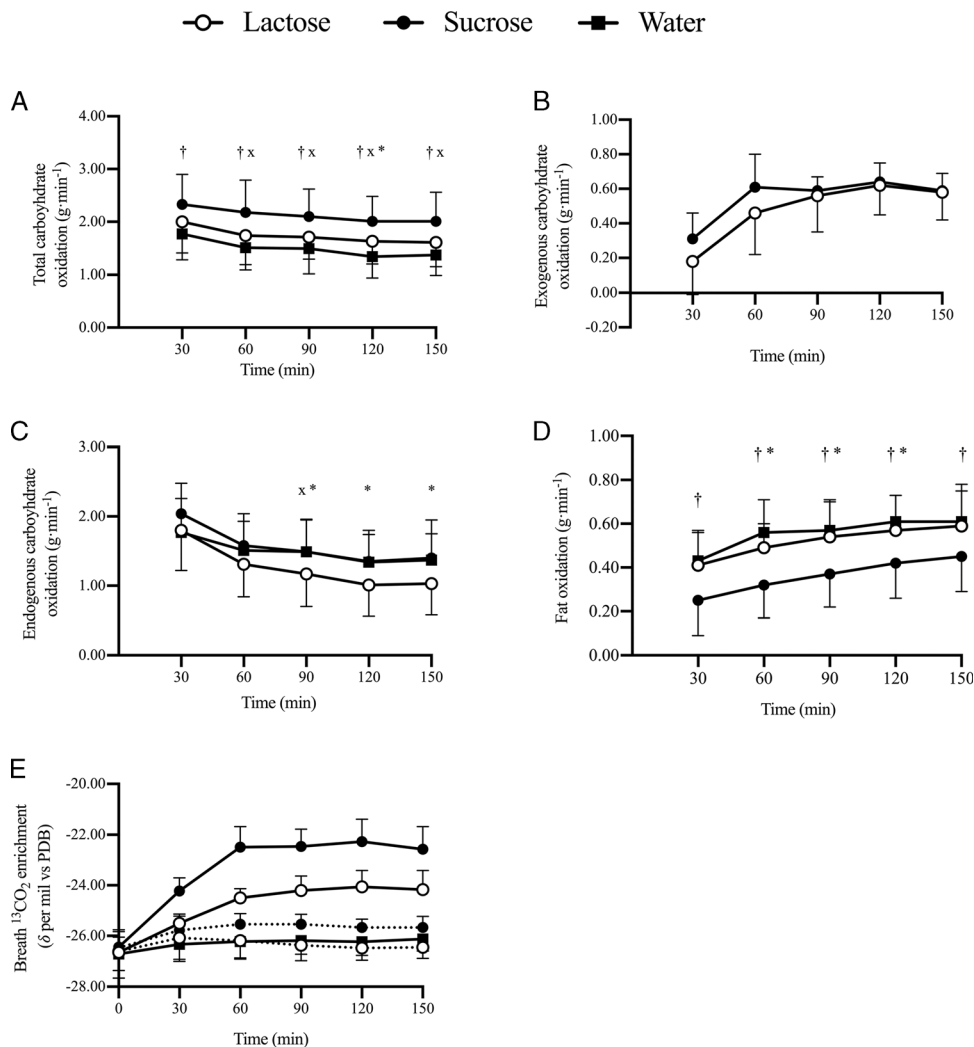 Lactose Sucrose Water
A
Total carboyhdrate
oxidation (g·min-1)
4.00
3.00
2.00
1.00
0.00
† †x †x †x* †x
30 60 90 120 150
Time (min)
B
Exogenous carboyhdrate
oxidation (g·min-1)
1.00
0.80
0.60
0.40
0.20
0.00
-0.20
30 60 90 120 150
Time (min)
C
Endogenous carboyhdrate
oxidation (g·min-1)
3.00
2.00
1.00
0.00
x* * *
30 60 90 120 150
Time (min)
D
Fat oxidation (g·min-1)
1.00
0.80
0.60
0.40
0.20
0.00
† †* †* †* †
30 60 90 120 150
Time (min)
E
Breath 13CO2 enrichment
(δ per mil vs PDB)
-20.00
-22.00
-24.00
-26.00
-28.00
0 30 60 90 120 150
Time (min)